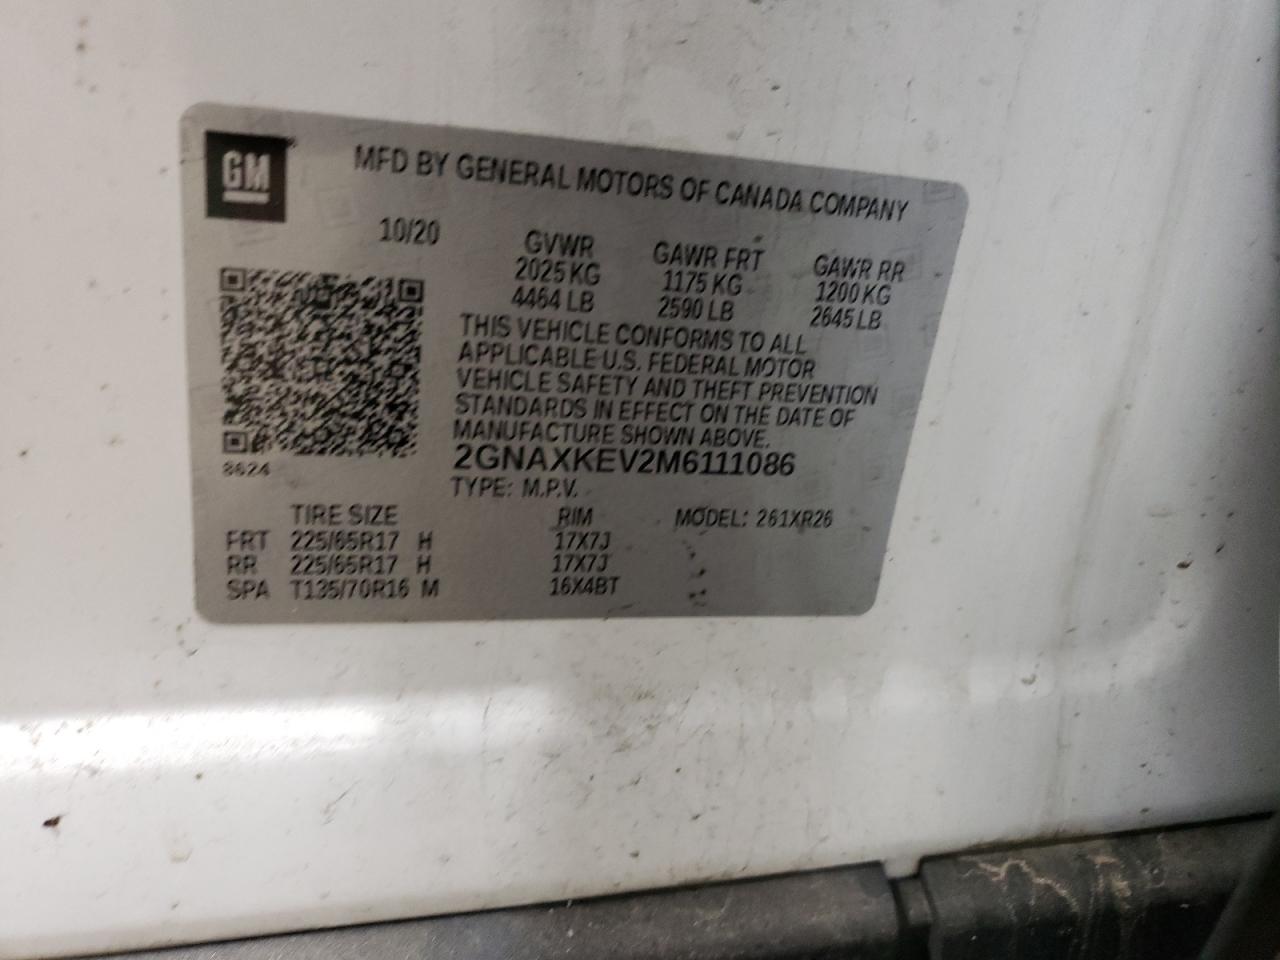 GM
MFD BY GENERAL MOTORS OF CANADA COMPANY
10/20
GVWR GAWR FRT GAWR RR
2025 KG 1175 KG 1200 KG
4464 LB 2590 LB 2645 LB
THIS VEHICLE CONFORMS TO ALL
APPLICABLE U.S. FEDERAL MOTOR
VEHICLE SAFETY AND THEFT PREVENTION
STANDARDS IN EFFECT ON THE DATE OF
MANUFACTURE SHOWN ABOVE.
2GNAXKEV2M6111086
8624
TYPE: M.P.V.
TIRE SIZE RIM MODEL: 261XR26
FRT 225/65R17 H 17X7J
RR 225/65R17 H 17X7J
SPA T135/70R16 M 16X4BT